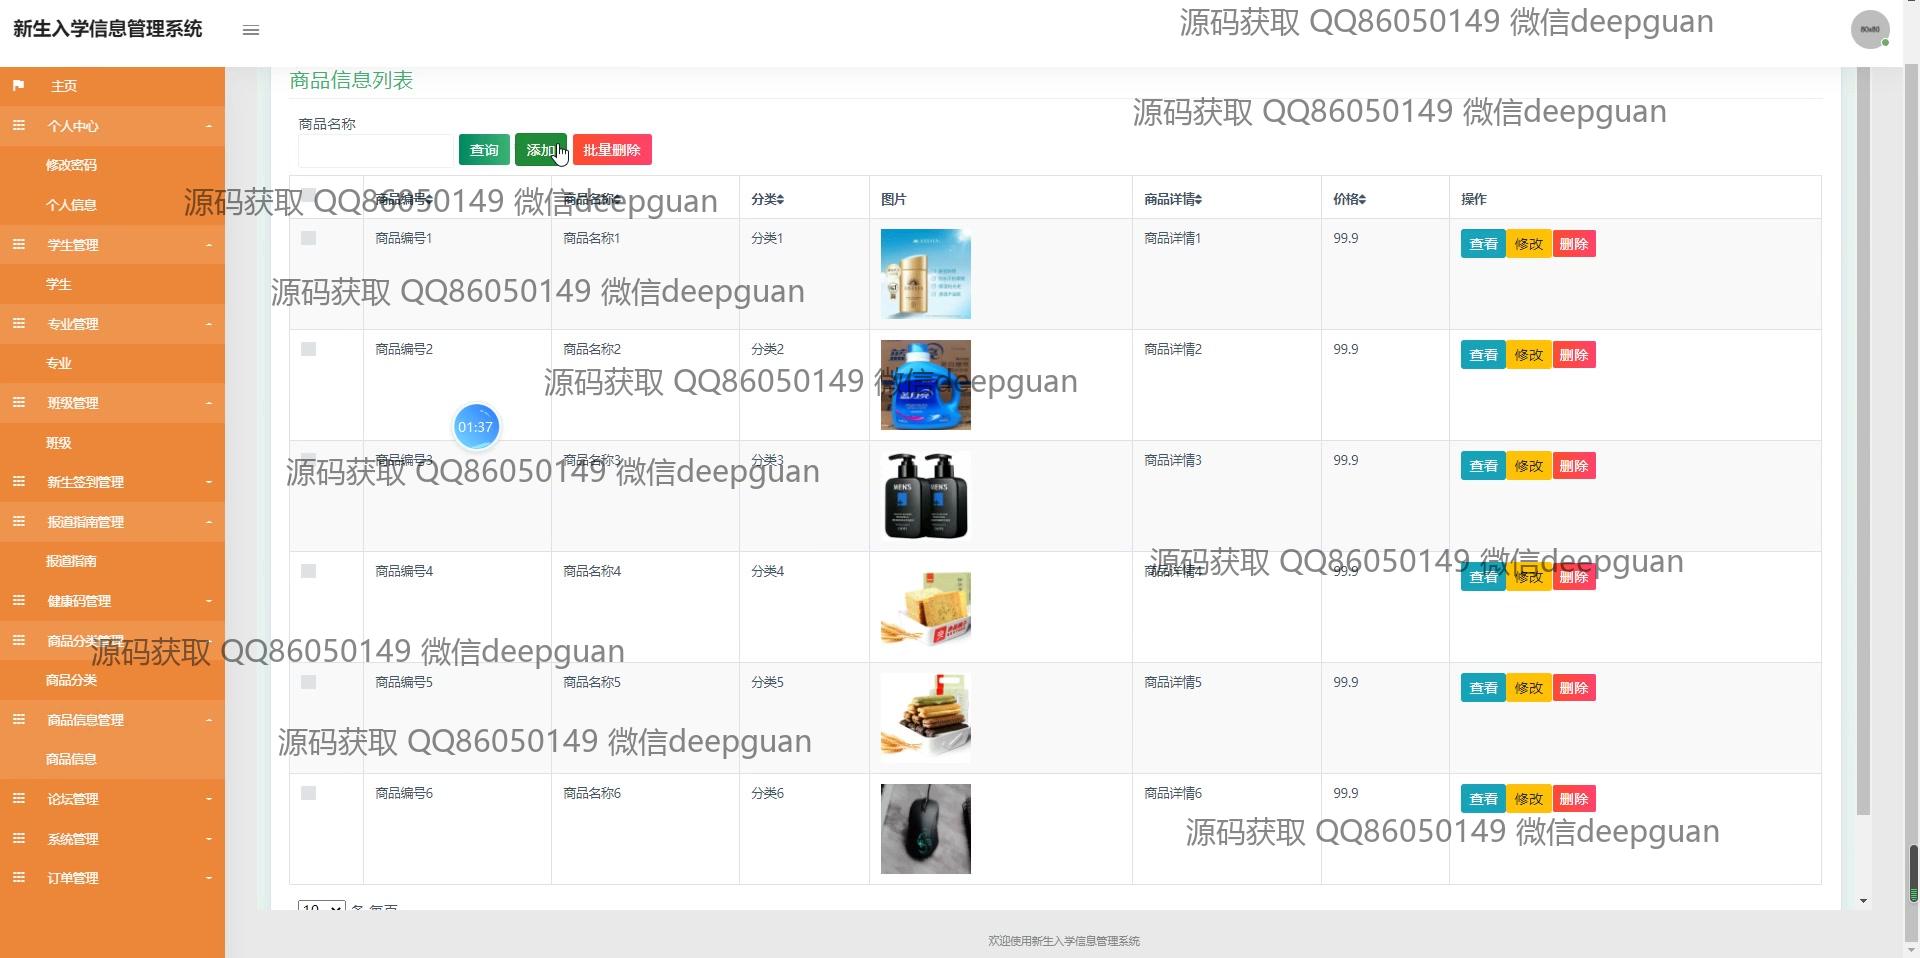 新生入学信息管理系统
源码获取 QQ86050149 微信deepguan
主页
商品信息列表
源码获取 QQ86050149 微信deepguan
个人中心
商品名称
修改密码
查询
添加
批量删除
个人信息
源码获取 QQ86050149 微信deepguan
商品编号
商品名称
分类
图片
商品详情
价格
操作
学生管理
商品编号1
商品名称1
分类1
商品详情1
99.9
查看
修改
删除
学生
源码获取 QQ86050149 微信deepguan
专业管理
商品编号2
商品名称2
分类2
商品详情2
99.9
查看
修改
删除
专业
源码获取 QQ86050149 微信deepguan
班级管理
01:37
班级
商品编号3
商品名称3
分类3
MEN'S
MEN'S
商品详情3
99.9
查看
修改
删除
源码获取 QQ86050149 微信deepguan
新生签到管理
报道指南管理
报道指南
源码获取 QQ86050149 微信deepguan
商品编号4
商品名称4
分类4
商品详情4
99.9
查看
修改
删除
健康码管理
商品分类管理
源码获取 QQ86050149 微信deepguan
商品分类
商品编号5
商品名称5
分类5
商品详情5
99.9
查看
修改
删除
商品信息管理
源码获取 QQ86050149 微信deepguan
商品信息
论坛管理
商品编号6
商品名称6
分类6
商品详情6
99.9
查看
修改
删除
源码获取 QQ86050149 微信deepguan
系统管理
订单管理
10 条 每页
欢迎使用新生入学信息管理系统